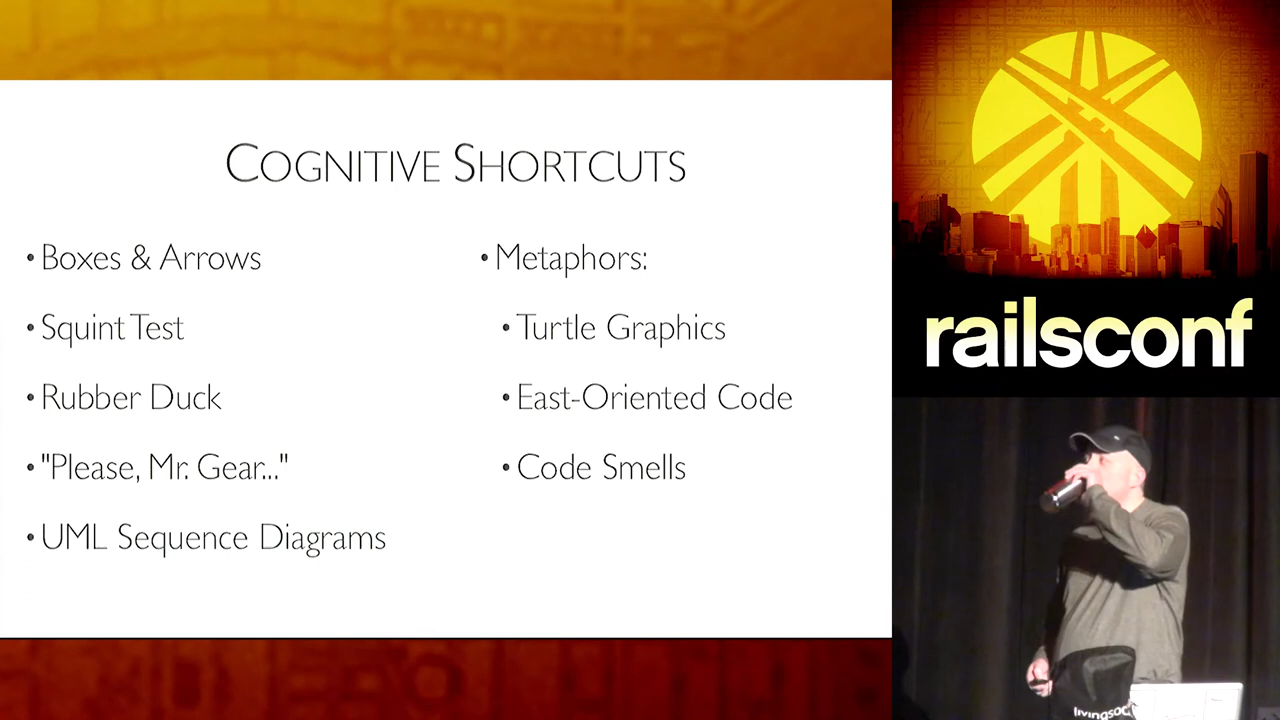 COGNITIVE SHORTCUTS
•Boxes & Arrows
•Squint Test
•Rubber Duck
•"Please, Mr. Gear..."
•UML Sequence Diagrams
•Metaphors:
•Turtle Graphics
•East-Oriented Code
•Code Smells
railsconf